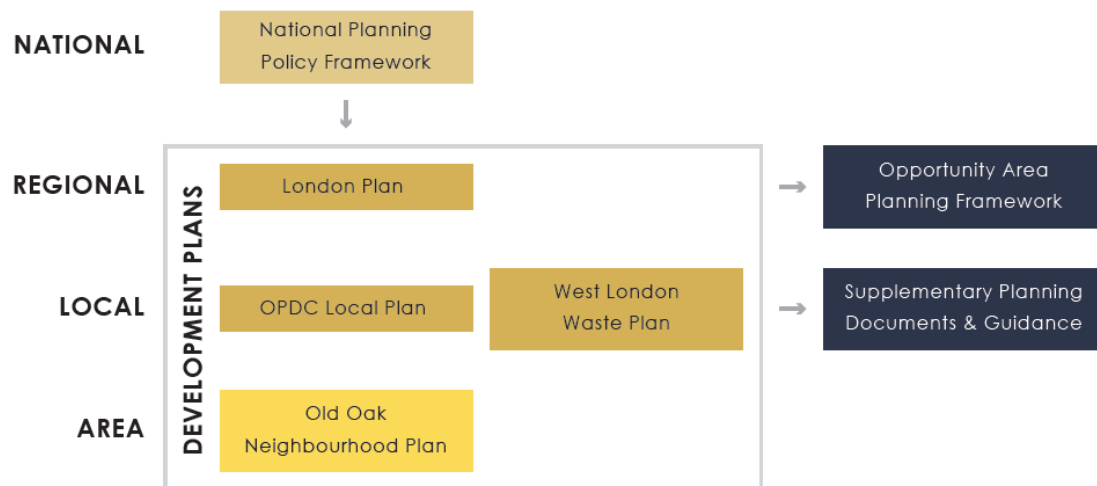 NATIONAL
National Planning
Policy Framework
DEVELOPMENT PLANS
REGIONAL
London Plan
Opportunity Area
Planning Framework
LOCAL
OPDC Local Plan
West London
Waste Plan
Supplementary Planning
Documents & Guidance
AREA
Old Oak
Neighbourhood Plan